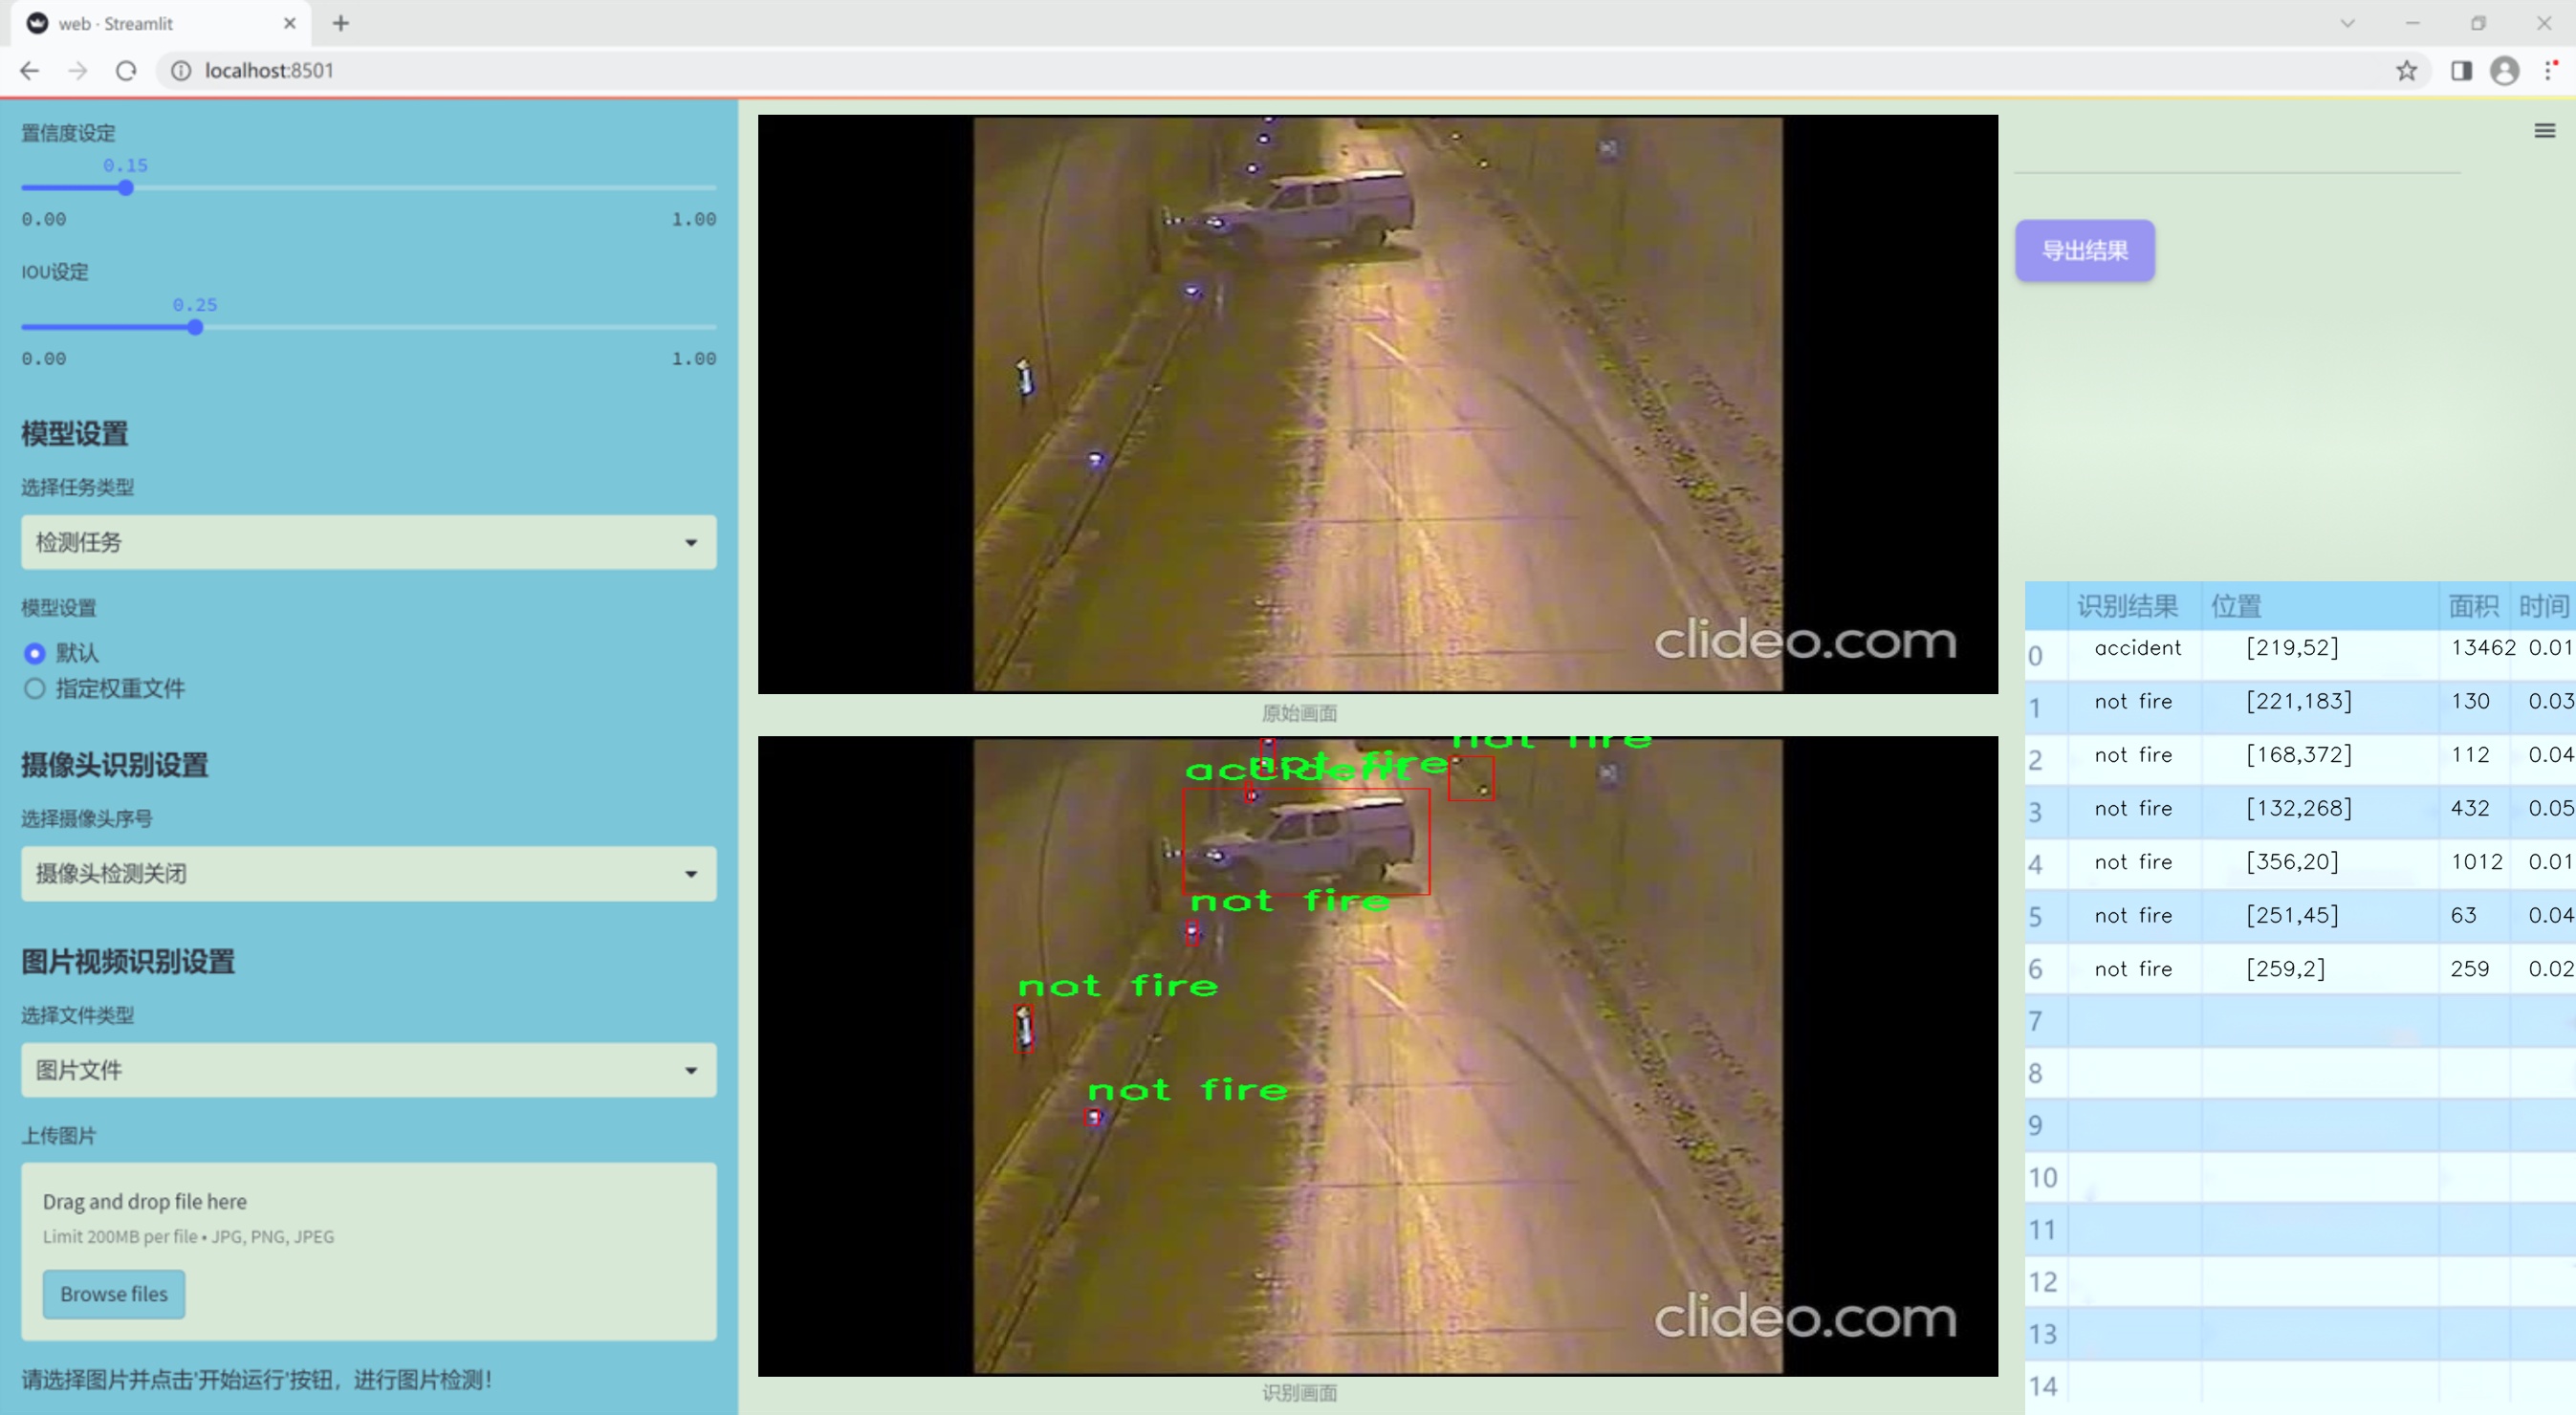 web · Streamlit
localhost:8501
置信度设定
0.15
0.00 1.00
IOU设定
0.25
0.00 1.00
模型设置
选择任务类型
检测任务
模型设置
默认
指定权重文件
摄像头识别设置
选择摄像头序号
摄像头检测关闭
图片视频识别设置
选择文件类型
图片文件
上传图片
Drag and drop file here
Limit 200MB per file • JPG, PNG, JPEG
Browse files
请选择图片并点击'开始运行'按钮，进行图片检测!
clideo.com
原始画面
not fire
not fire
accident
not fire
not fire
not fire
clideo.com
识别画面
导出结果
识别结果 位置 面积 时间
0 accident [219,52] 13462 0.01
1 not fire [221,183] 130 0.03
2 not fire [168,372] 112 0.04
3 not fire [132,268] 432 0.05
4 not fire [356,20] 1012 0.01
5 not fire [251,45] 63 0.04
6 not fire [259,2] 259 0.02
7
8
9
10
11
12
13
14